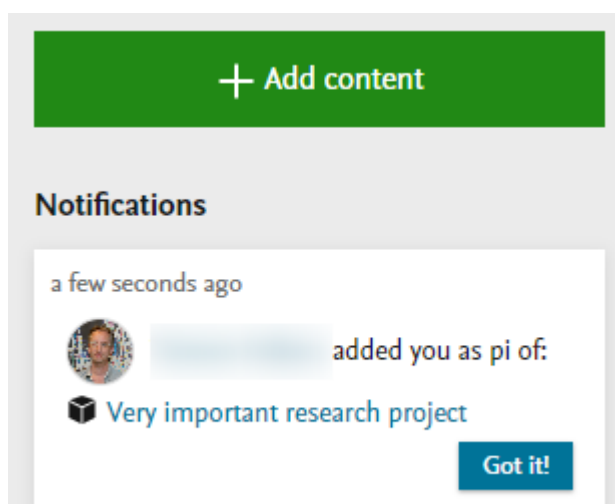 + Add content
Notifications
a few seconds ago
added you as pi of:
Very important research project
Got it!